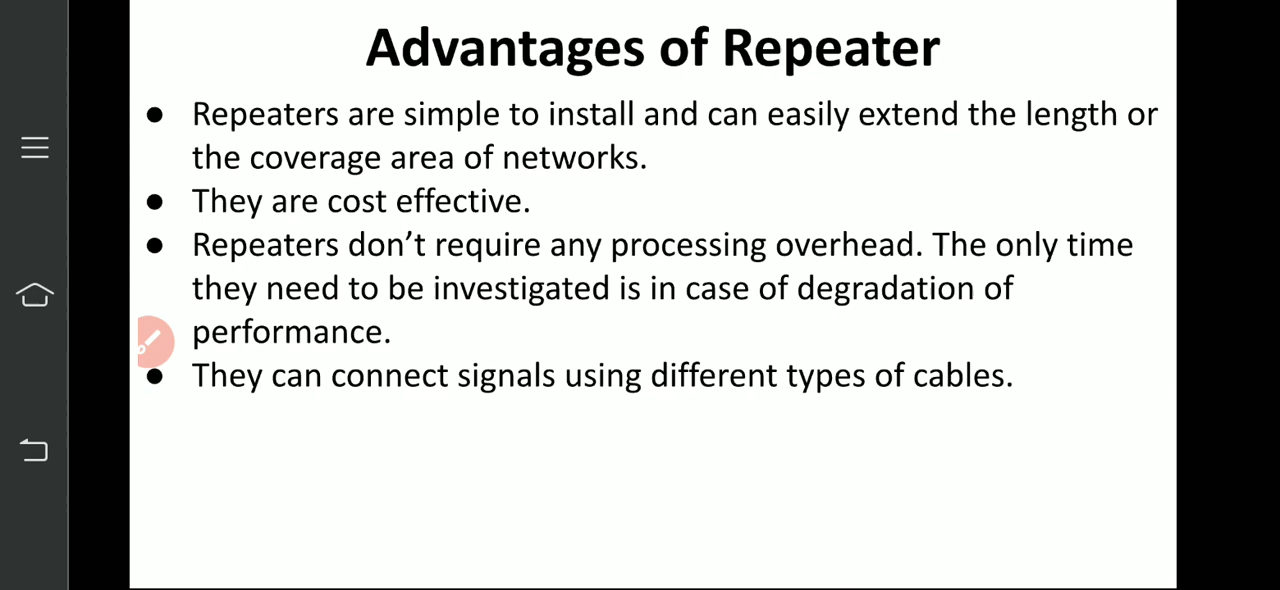 Advantages of Repeater
● Repeaters are simple to install and can easily extend the length or
the coverage area of networks.
● They are cost effective.
● Repeaters don’t require any processing overhead. The only time
they need to be investigated is in case of degradation of
performance.
● They can connect signals using different types of cables.